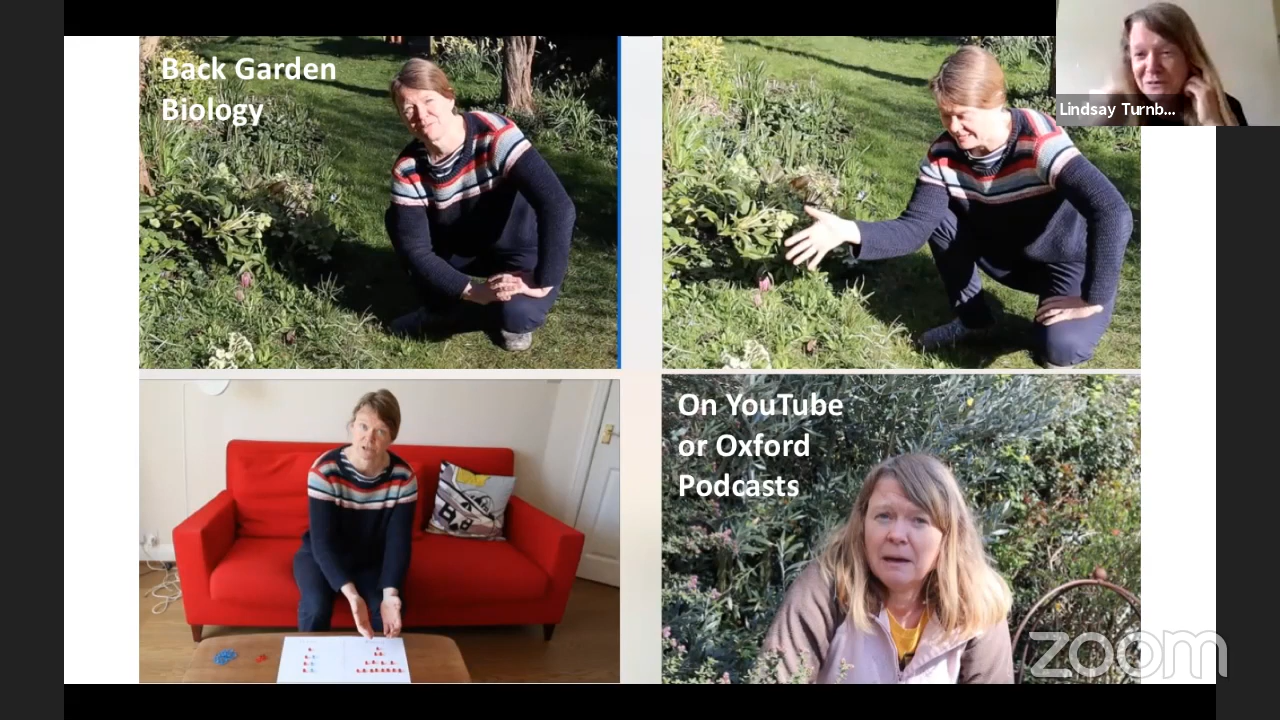 Back Garden
Biology
Lindsay Turnb...
On YouTube
or Oxford
Podcasts
zoom